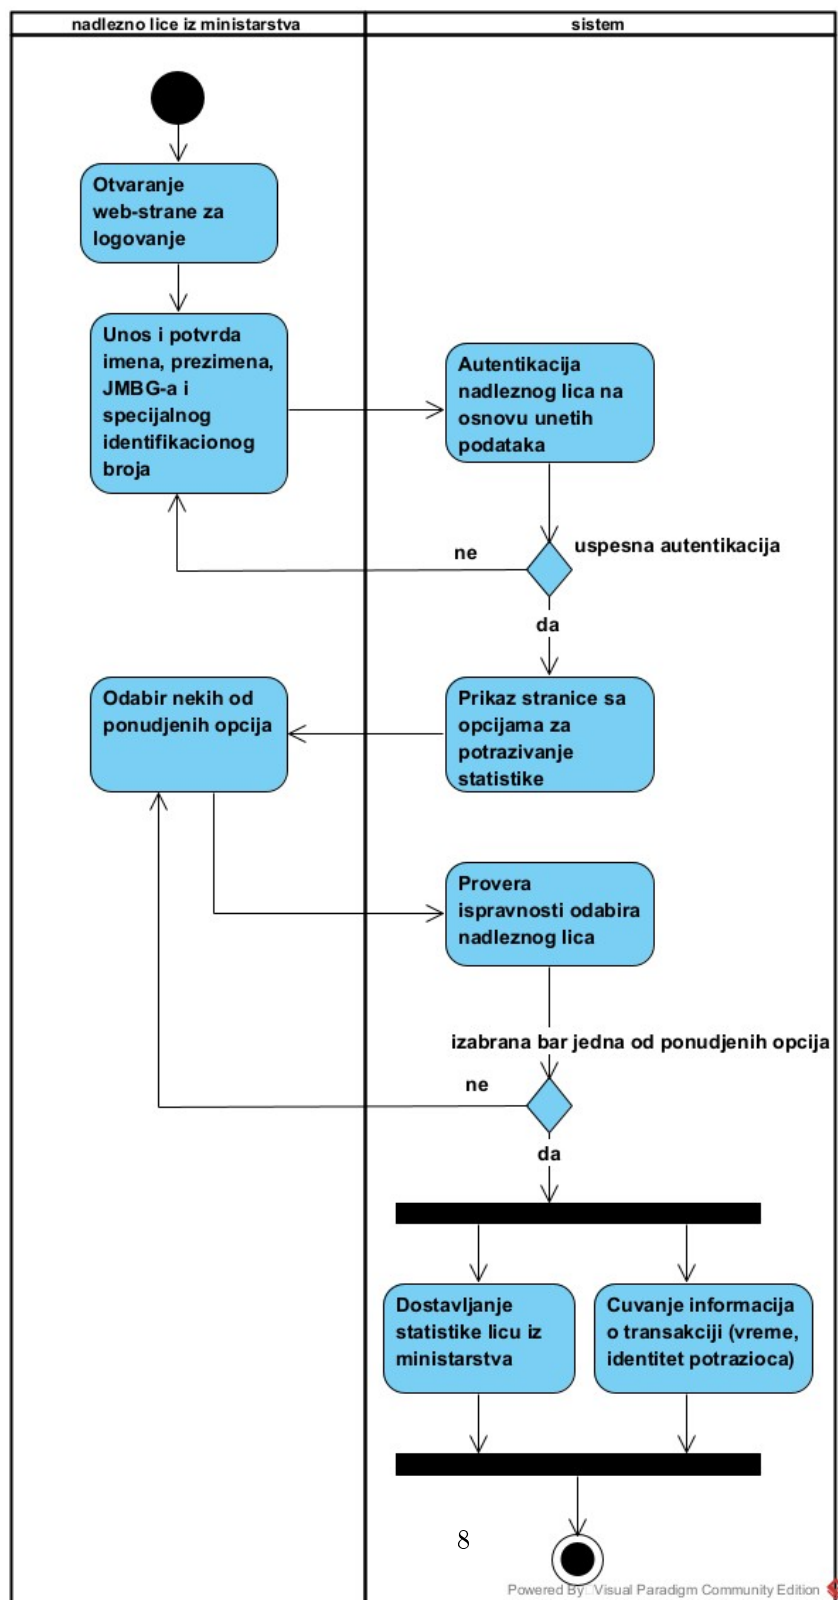 nadlezno lice iz ministarstva
sistem
Otvaranje
web-strane za
logovanje
Unos i potvrda
imena, prezimena,
JMBG-a i
specijalnog
identifikacionog
broja
Autentikacija
nadleznog lica na
osnovu unetih
podataka
ne
uspesna autentikacija
da
Odabir nekih od
ponudjenih opcija
Prikaz stranice sa
opcijama za
potrazivanje
statistike
Provera
ispravnosti odabira
nadleznog lica
izabrana bar jedna od ponudjenih opcija
ne
da
Dostavljanje
statistike licu iz
ministarstva
Cuvanje informacija
o transakciji (vreme,
identitet potrazioca)
8
Powered By Visual Paradigm Community Edition